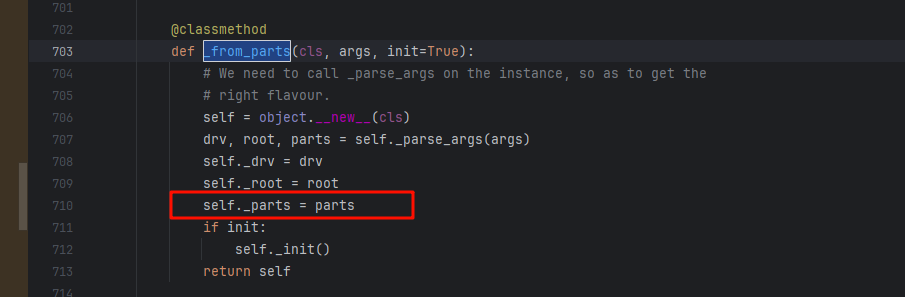 701
702 @classmethod
703 def _from_parts(cls, args, init=True):
704 # We need to call _parse_args on the instance, so as to get the
705 # right flavour.
706 self = object.__new__(cls)
707 drv, root, parts = self._parse_args(args)
708 self._drv = drv
709 self._root = root
710 self._parts = parts
711 if init:
712 self._init()
713 return self
714